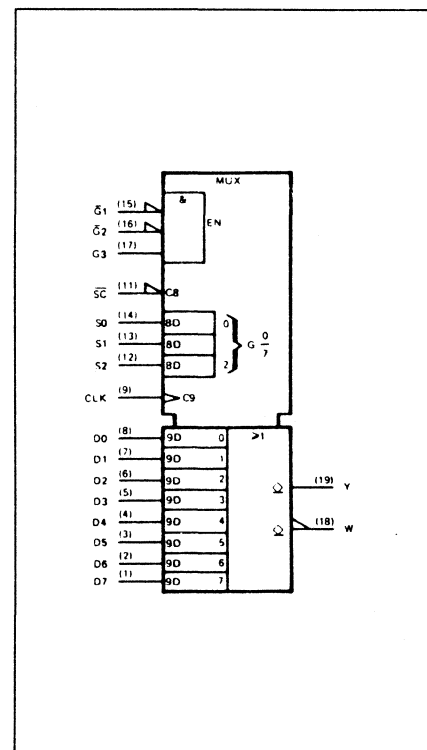 MUX
G̅1 (15) &
G̅2 (16) EN
G3 (17)
S̅C̅ (11) C8
S0 (14) 8D 0
S1 (13) 8D G 0/7
S2 (12) 8D 2
CLK (9) C9
D0 (8) 9D 0 ≥1
D1 (7) 9D 1
D2 (6) 9D 2
(19) Y
D3 (5) 9D 3
D4 (4) 9D 4
(18) W
D5 (3) 9D 5
D6 (2) 9D 6
D7 (1) 9D 7